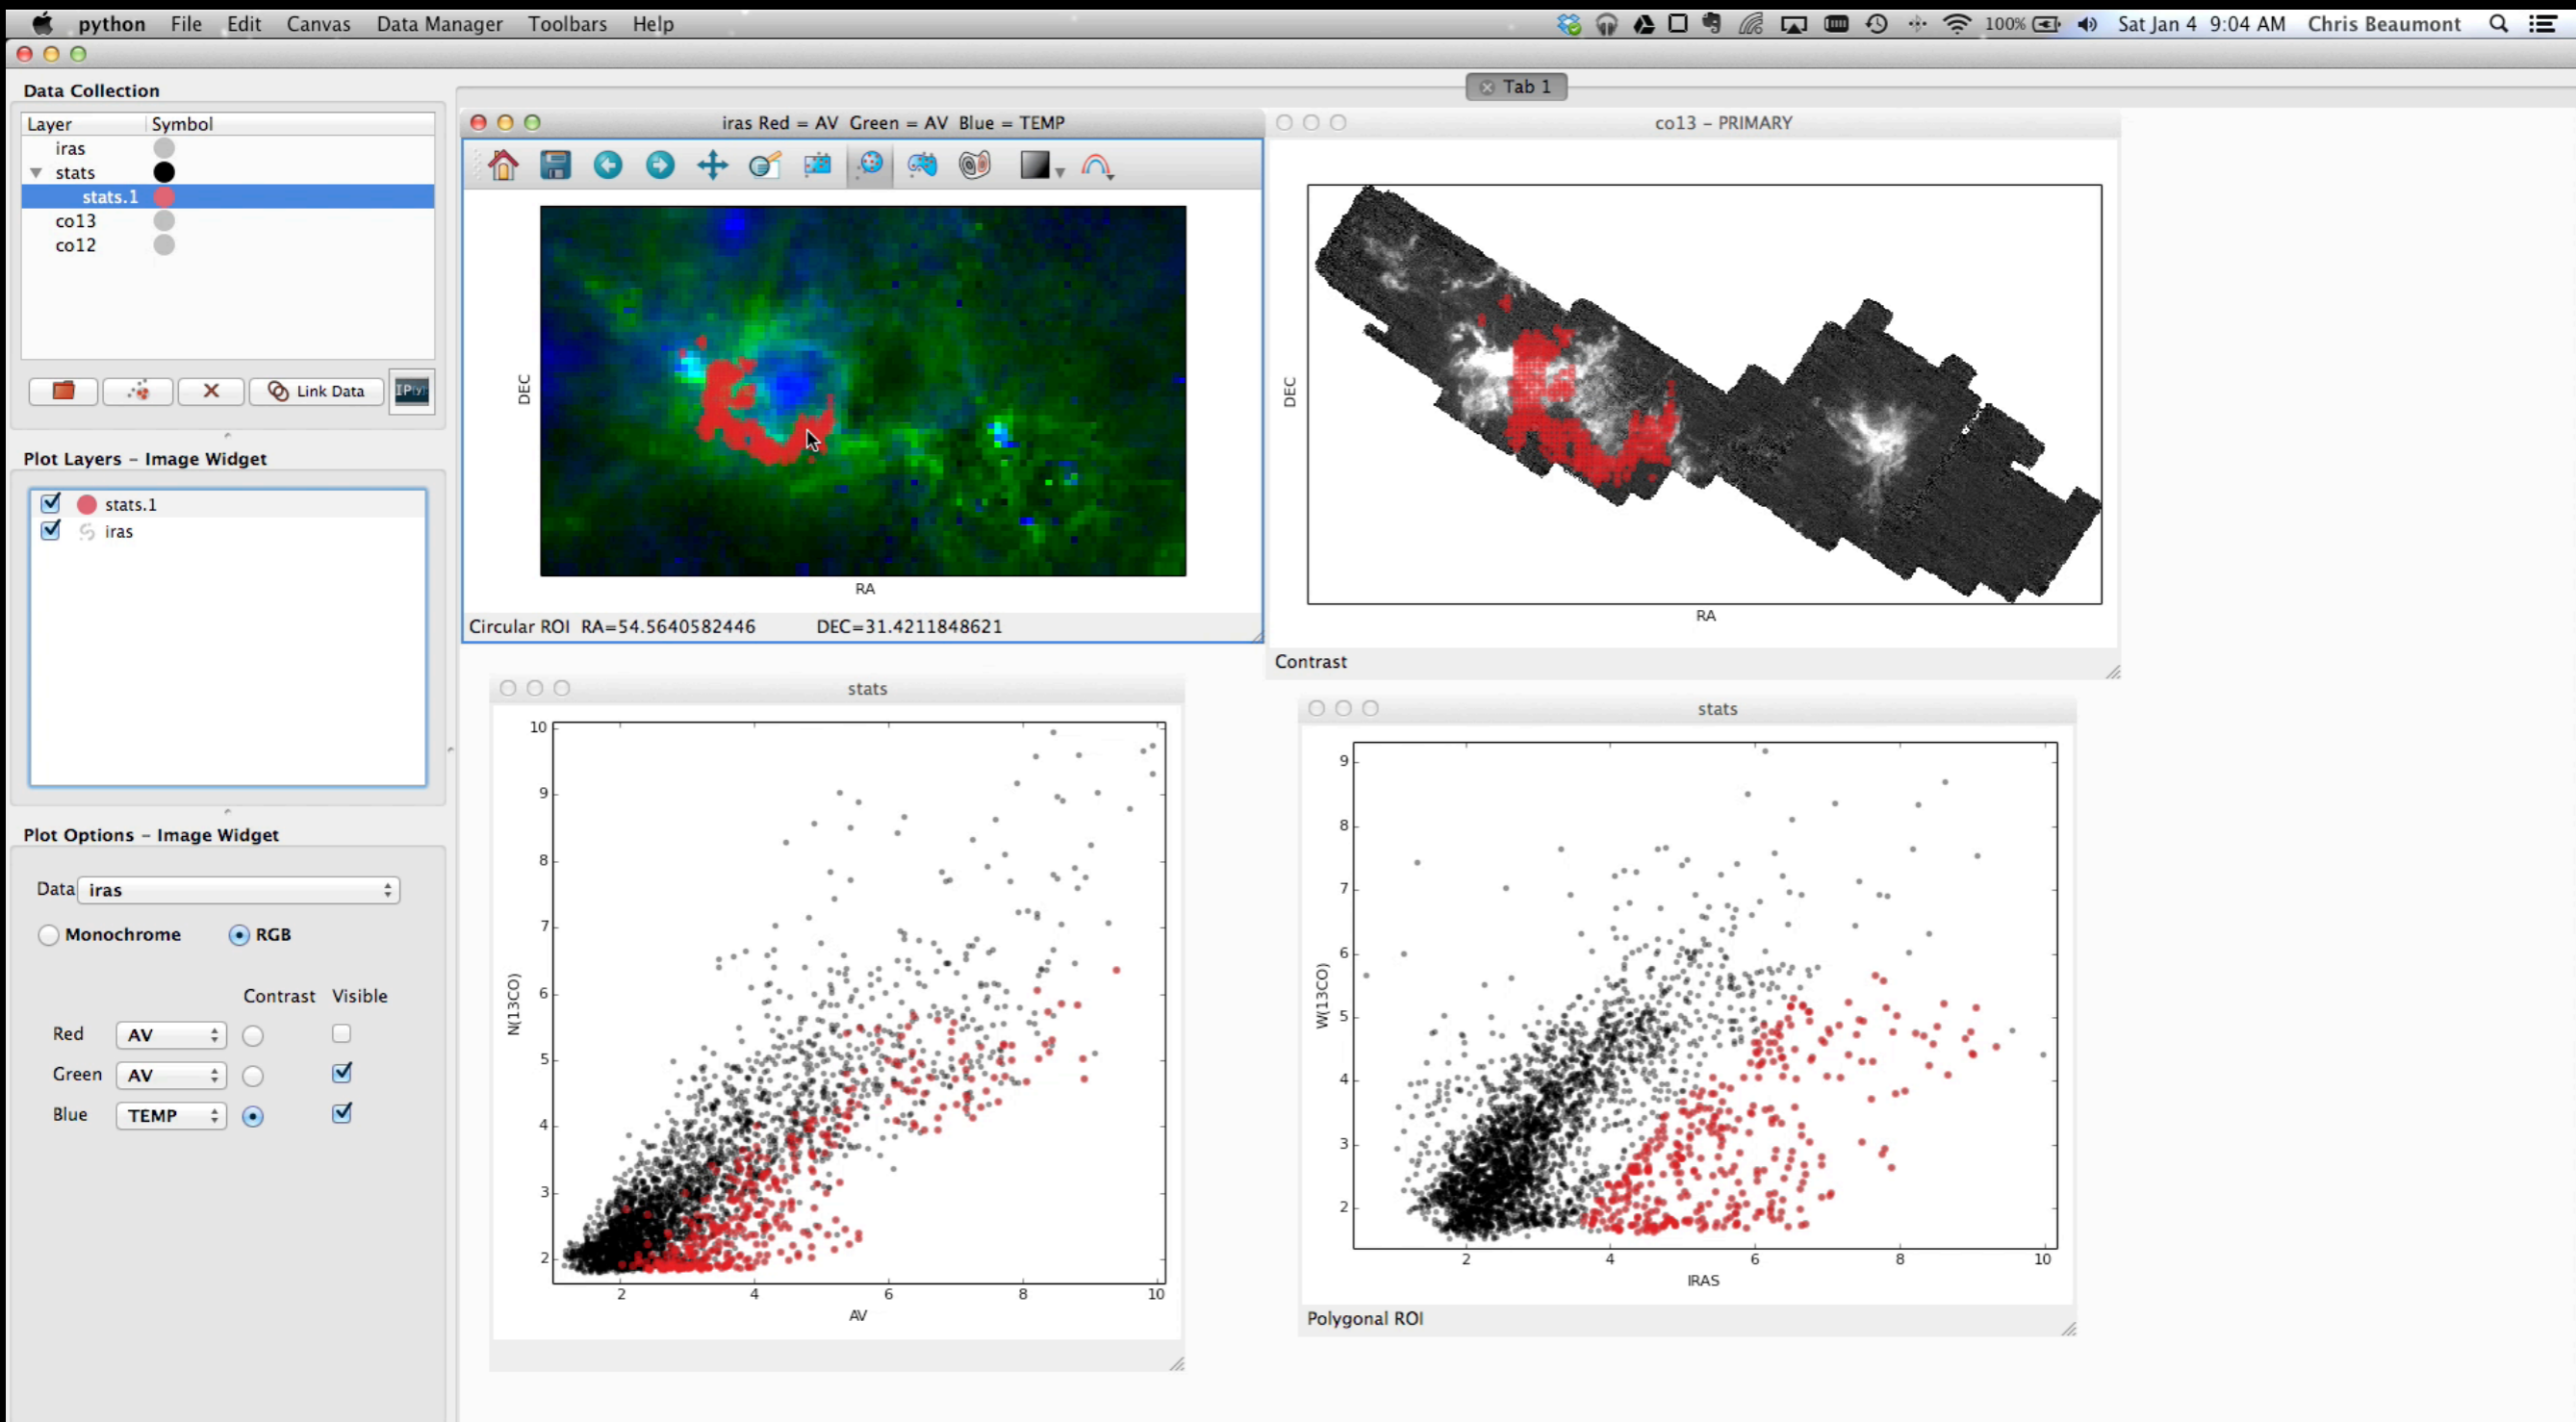 python File Edit Canvas Data Manager Toolbars Help 100% Sat Jan 4 9:04 AM Chris Beaumont
Data Collection
Layer Symbol
iras
stats
stats.1
co13
co12
Link Data
IP[y]:
Plot Layers - Image Widget
stats.1
iras
Plot Options - Image Widget
Data iras
Monochrome RGB
Contrast Visible
Red AV
Green AV
Blue TEMP
Tab 1
iras Red = AV Green = AV Blue = TEMP
DEC
RA
Circular ROI RA=54.5640582446 DEC=31.4211848621
co13 - PRIMARY
DEC
RA
Contrast
stats
10
9
8
7
6
5
4
3
2
N(13CO)
2 4 6 8 10
AV
stats
9
8
7
6
5
4
3
2
W(13CO)
2 4 6 8 10
IRAS
Polygonal ROI